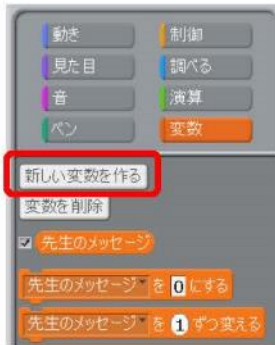 動き 制御
見た目 調べる
音 演算
ペン 変数
新しい変数を作る
変数を削除
先生のメッセージ
先生のメッセージ を 0 にする
先生のメッセージ を 1 ずつ変える